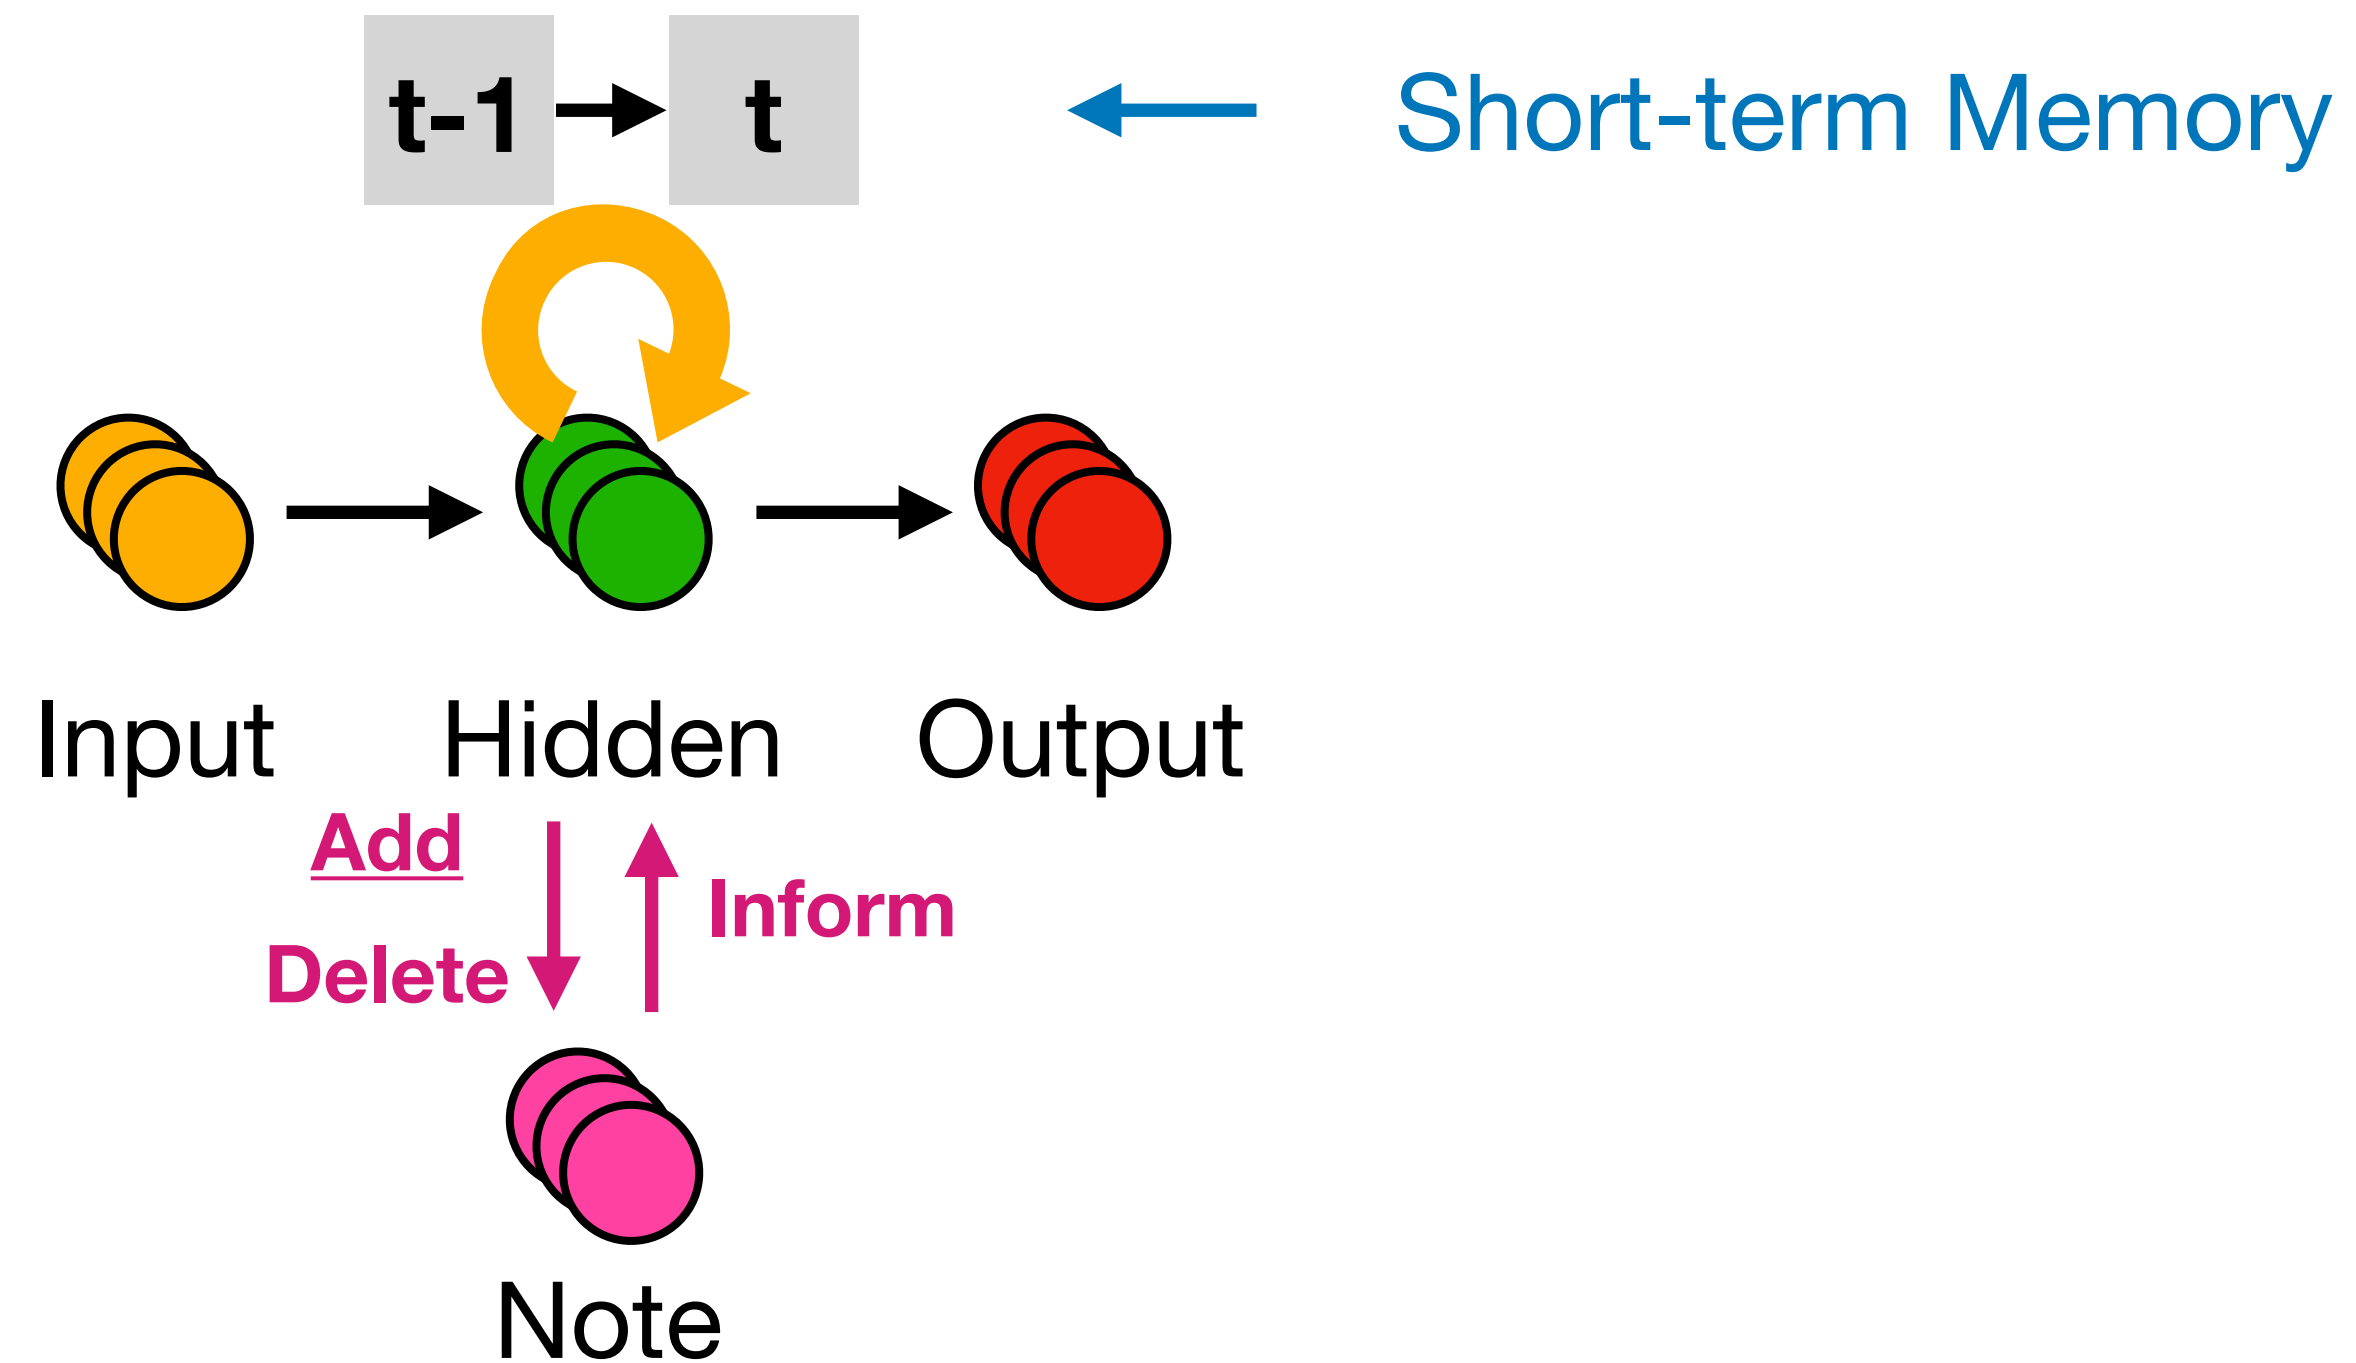 t-1
t
Short-term Memory
Input
Hidden
Output
Add
Delete
Inform
Note